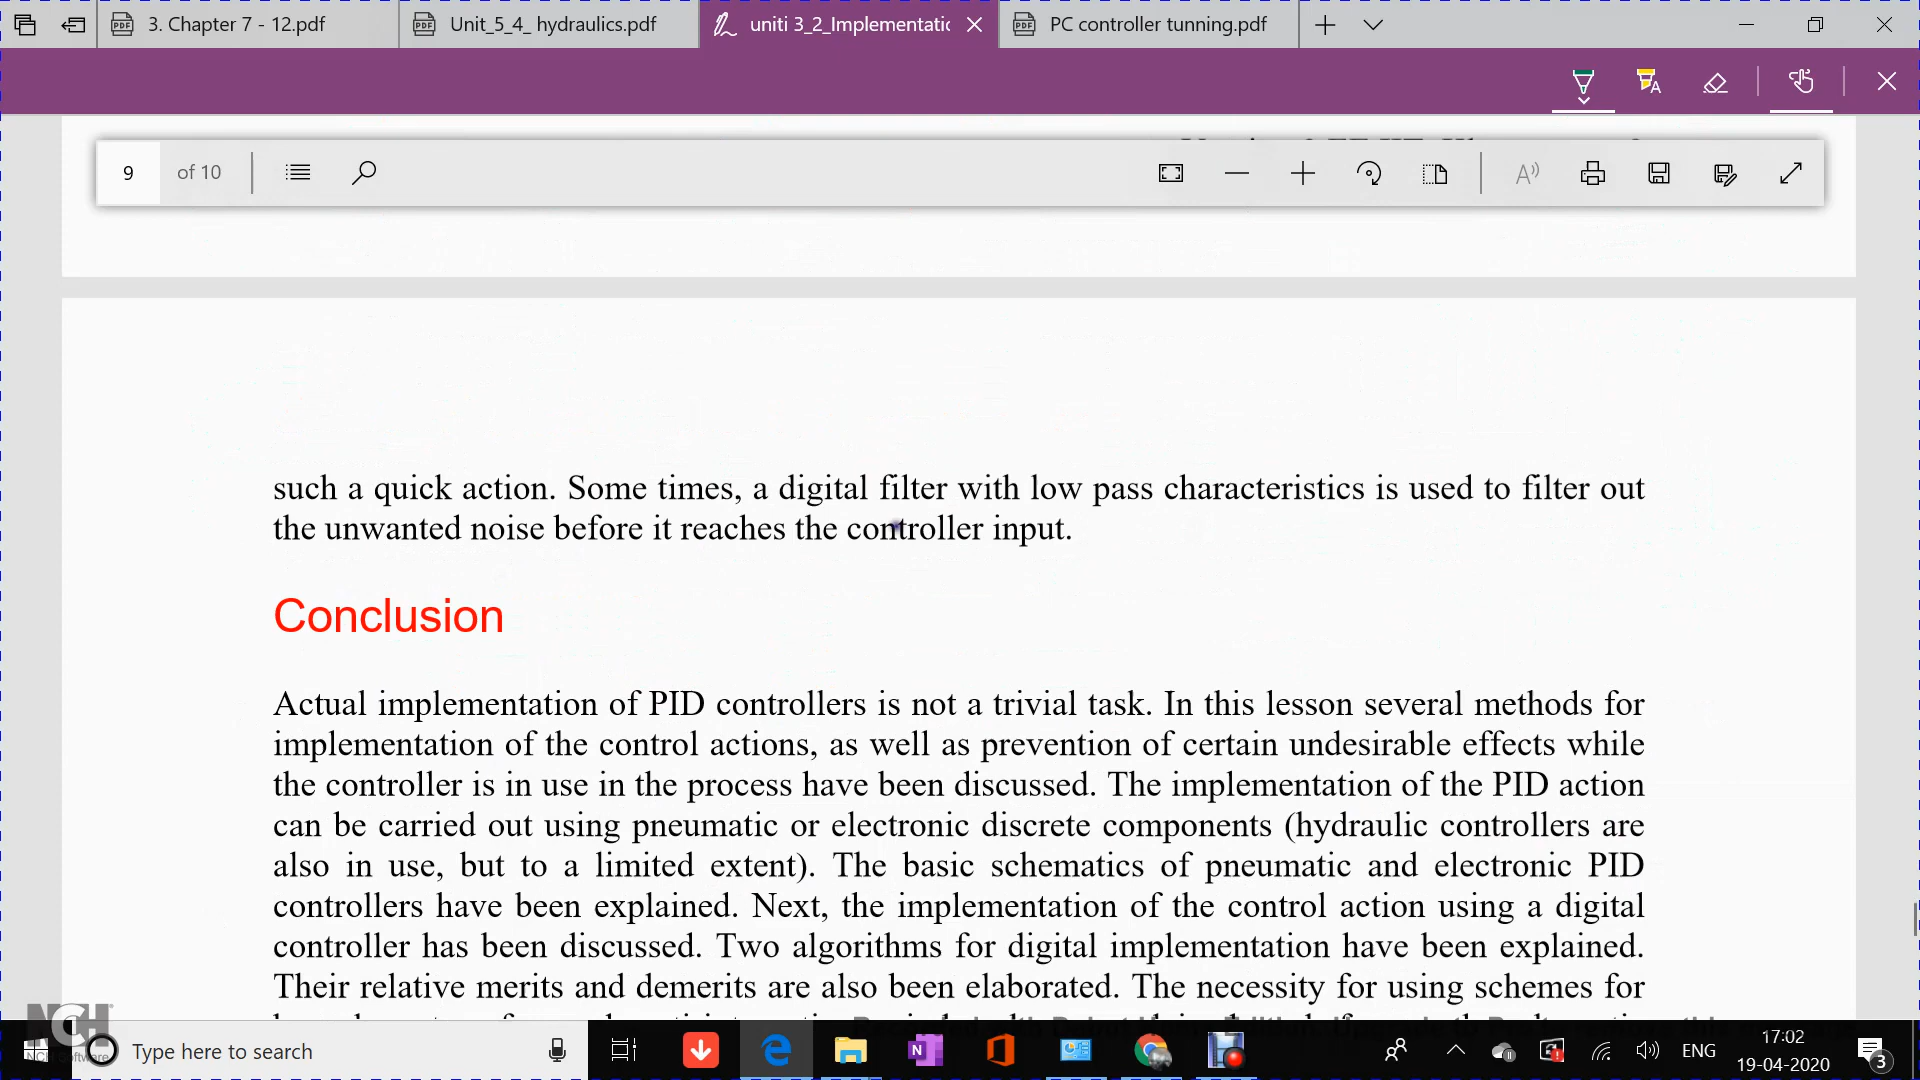 3. Chapter 7 - 12.pdf
Unit_5_4_ hydraulics.pdf
uniti 3_2_Implementatic
PC controller tunning.pdf
9 of 10
such a quick action. Some times, a digital filter with low pass characteristics is used to filter out
the unwanted noise before it reaches the controller input.
Conclusion
Actual implementation of PID controllers is not a trivial task. In this lesson several methods for
implementation of the control actions, as well as prevention of certain undesirable effects while
the controller is in use in the process have been discussed. The implementation of the PID action
can be carried out using pneumatic or electronic discrete components (hydraulic controllers are
also in use, but to a limited extent). The basic schematics of pneumatic and electronic PID
controllers have been explained. Next, the implementation of the control action using a digital
controller has been discussed. Two algorithms for digital implementation have been explained.
Their relative merits and demerits are also been elaborated. The necessity for using schemes for
NCH
NCH Software
Type here to search
ENG
17:02
19-04-2020
3